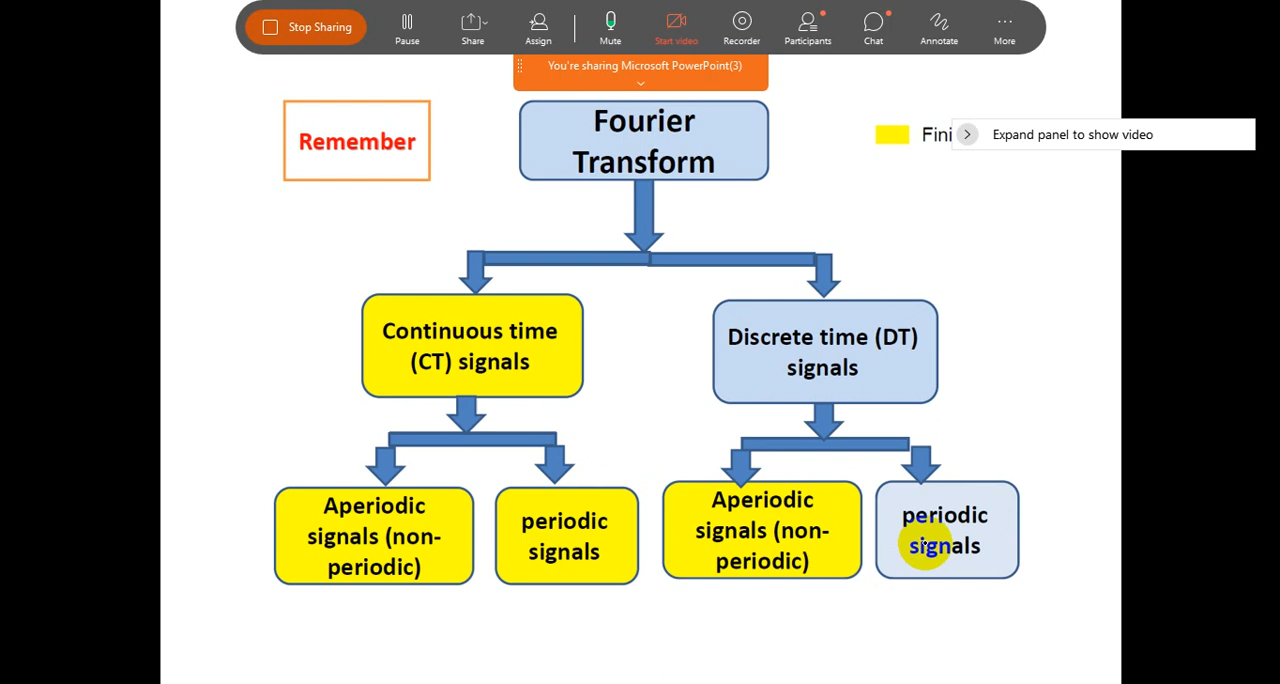 Stop Sharing
Pause
Share
Assign
Mute
Start video
Recorder
Participants
Chat
Annotate
More
You're sharing Microsoft PowerPoint(3)
Remember
Fourier
Transform
Fini
Expand panel to show video
Continuous time
(CT) signals
Discrete time (DT)
signals
Aperiodic
signals (non-
periodic)
periodic
signals
Aperiodic
signals (non-
periodic)
periodic
signals